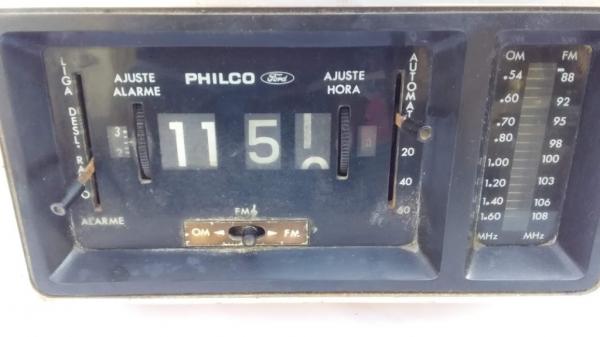 LIGA
DESL.
AJUSTE
ALARME
PHILCO Ford
AJUSTE
HORA
3
2
11 5
20
40
60
ALARME
FM
OM FM
OM FM
.54 88
.60 92
.70 95
.80 98
1.00 100
1.20 103
1.40 106
1.60 108
MHz MHz